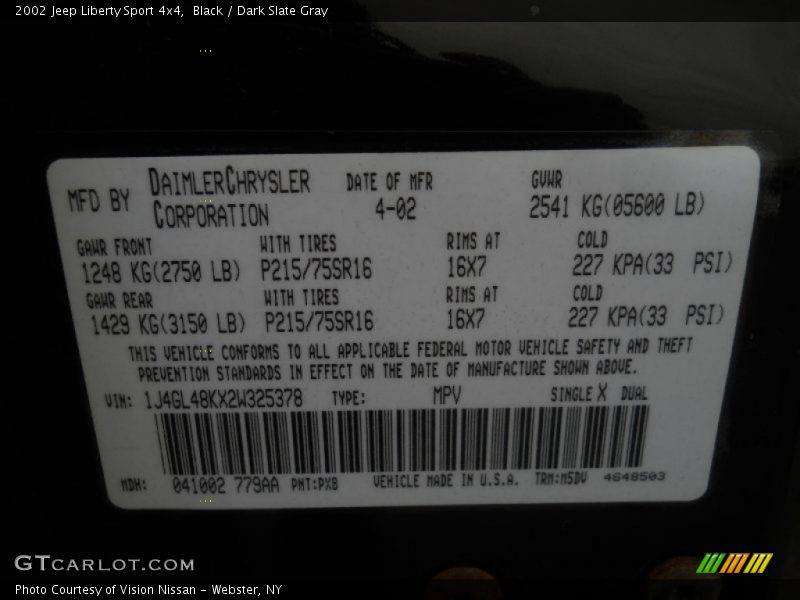 2002 Jeep Liberty Sport 4x4, Black / Dark Slate Gray
MFD BY DAIMLERCHRYSLER CORPORATION
DATE OF MFR 4-02
GVWR 2541 KG(05600 LB)
GAWR FRONT WITH TIRES RIMS AT COLD
1248 KG(2750 LB) P215/75SR16 16X7 227 KPA(33 PSI)
GAWR REAR WITH TIRES RIMS AT COLD
1429 KG(3150 LB) P215/75SR16 16X7 227 KPA(33 PSI)
THIS VEHICLE CONFORMS TO ALL APPLICABLE FEDERAL MOTOR VEHICLE SAFETY AND THEFT
PREVENTION STANDARDS IN EFFECT ON THE DATE OF MANUFACTURE SHOWN ABOVE.
VIN: 1J4GL48KX2W325378 TYPE: MPV SINGLE X DUAL
MDH: 041002 779AA PNT:PX8 VEHICLE MADE IN U.S.A. TRM:M5DV 4648503
GTCARLOT.COM
Photo Courtesy of Vision Nissan - Webster, NY